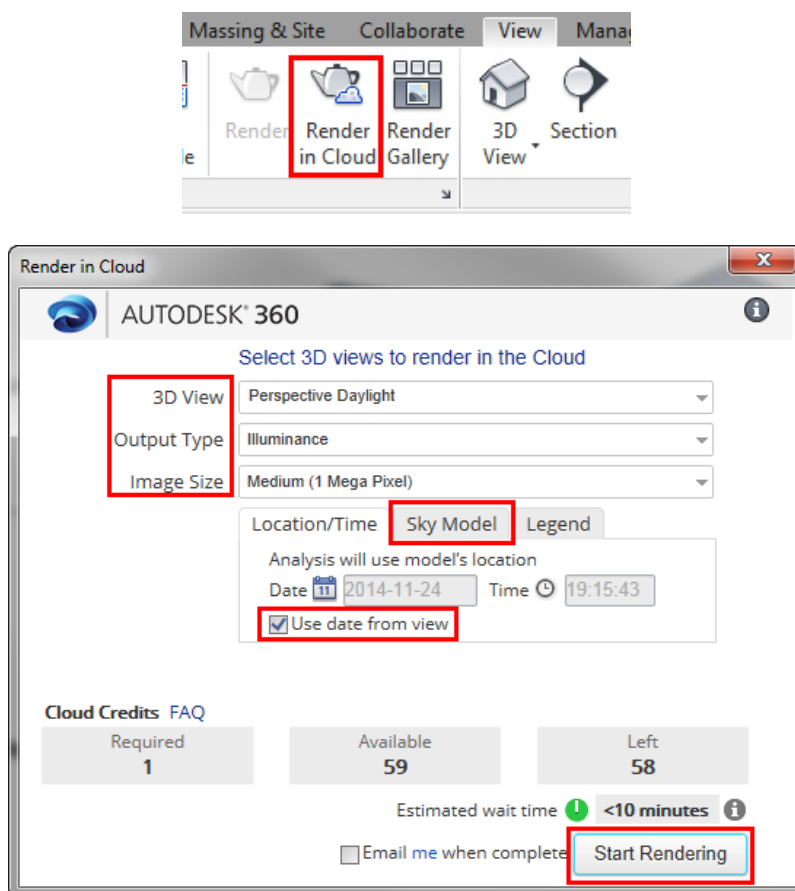 Massing & Site Collaborate View Mana
Render Render Render 3D Section
le in Cloud Gallery View
Render in Cloud
AUTODESK® 360
Select 3D views to render in the Cloud
3D View Perspective Daylight
Output Type Illuminance
Image Size Medium (1 Mega Pixel)
Location/Time Sky Model Legend
Analysis will use model's location
Date 11 2014-11-24 Time 19:15:43
Use date from view
Cloud Credits FAQ
Required Available Left
1 59 58
Estimated wait time <10 minutes
Email me when complete Start Rendering